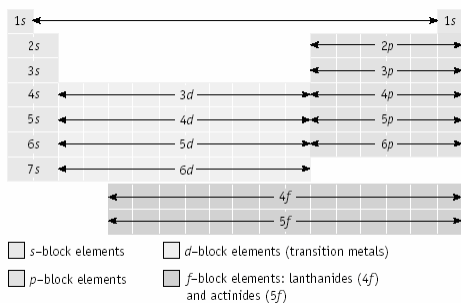 1s 1s
2s 2p
3s 3p
4s 3d 4p
5s 4d 5p
6s 5d 6p
7s 6d
4f
5f
s-block elements d-block elements (transition metals)
p-block elements f-block elements: lanthanides (4f)
and actinides (5f)